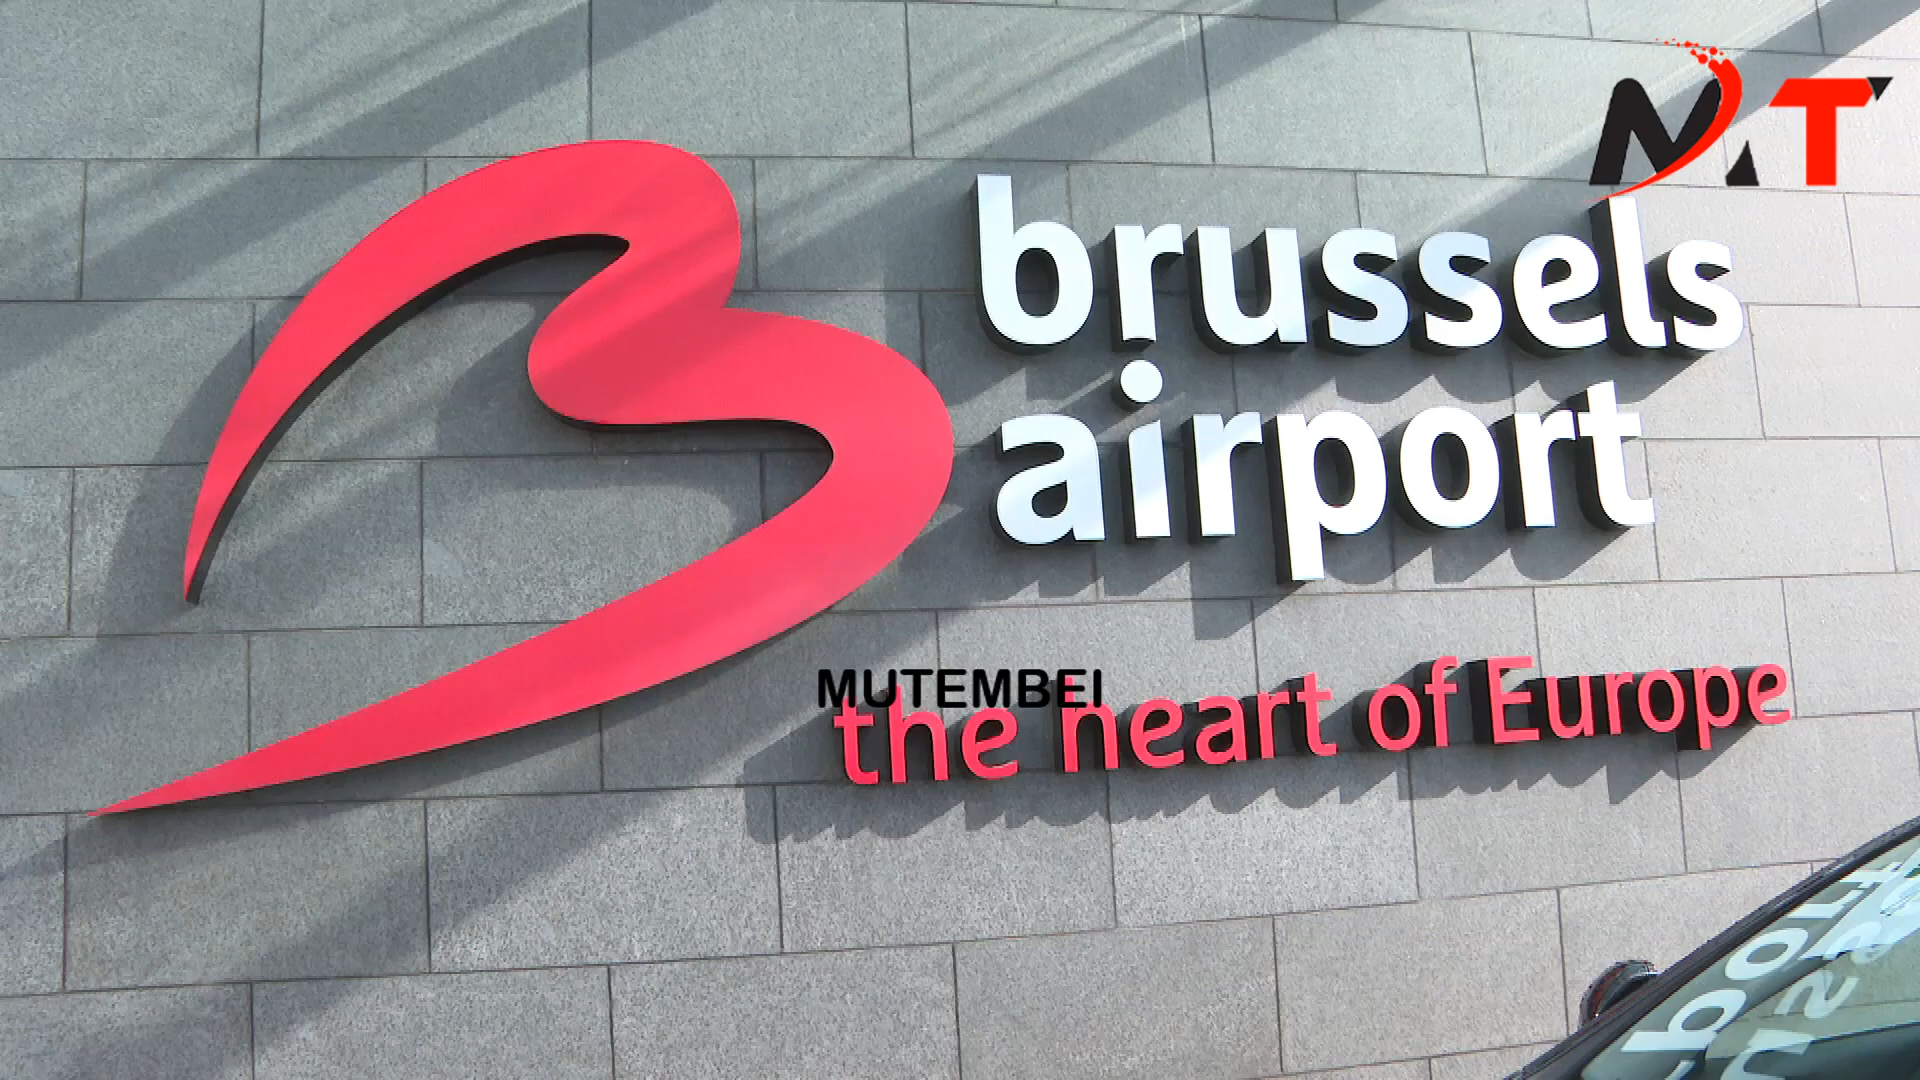 MT
brussels
airport
MUTEMBEI
the heart of Europe